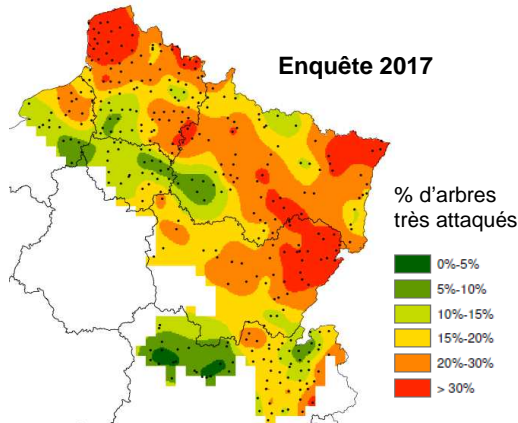 Enquête 2017
% d'arbres
très attaqués
0%-5%
5%-10%
10%-15%
15%-20%
20%-30%
> 30%